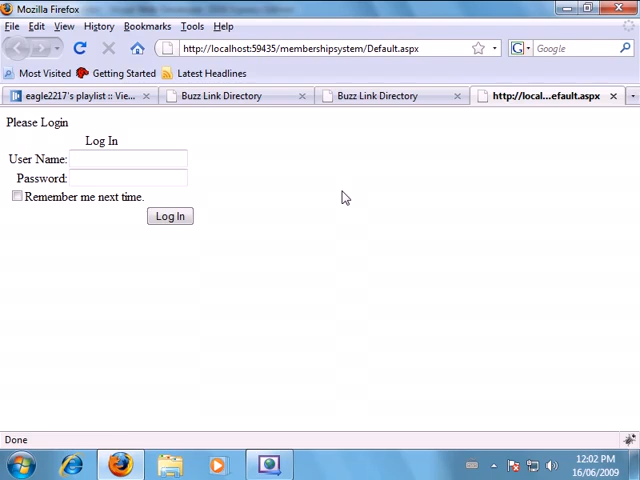 Mozilla Firefox
File Edit View History Bookmarks Tools Help
http://localhost:59435/membershipsystem/Default.aspx
Google
Most Visited Getting Started Latest Headlines
eagle2217's playlist :: Vie... Buzz Link Directory Buzz Link Directory http://local...efault.aspx
Please Login
Log In
User Name:
Password:
Remember me next time.
Log In
Done
12:02 PM
16/06/2009